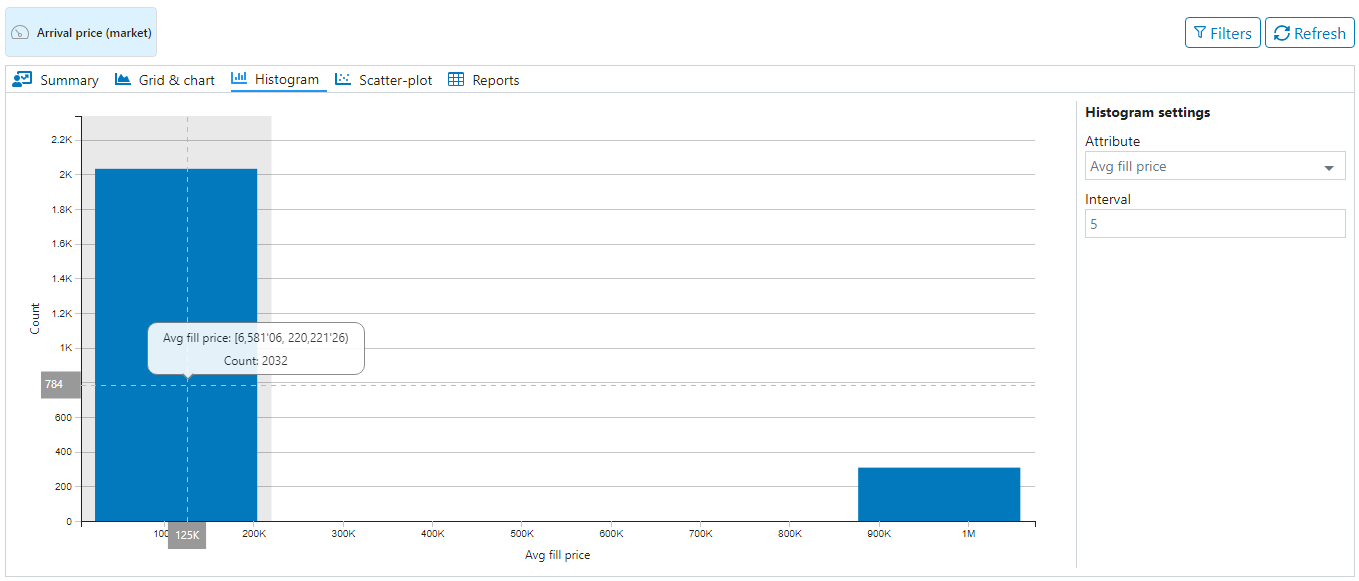 Arrival price (market)
Filters
Refresh
Summary
Grid & chart
Histogram
Scatter-plot
Reports
2.2K
2K
1.8K
1.6K
1.4K
1.2K
1K
784
600
400
200
0
Count
Avg fill price: [6,581'06, 220,221'26)
Count: 2032
100
125K
200K
300K
400K
500K
600K
700K
800K
900K
1M
Avg fill price
Histogram settings
Attribute
Avg fill price
Interval
5